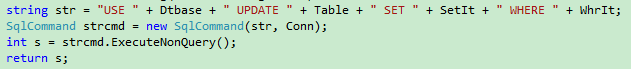 string str = "USE " + Dtbase + " UPDATE " + Table + " SET " + SetIt + " WHERE " + WhrIt;
SqlCommand strcmd = new SqlCommand(str, Conn);
int s = strcmd.ExecuteNonQuery();
return s;